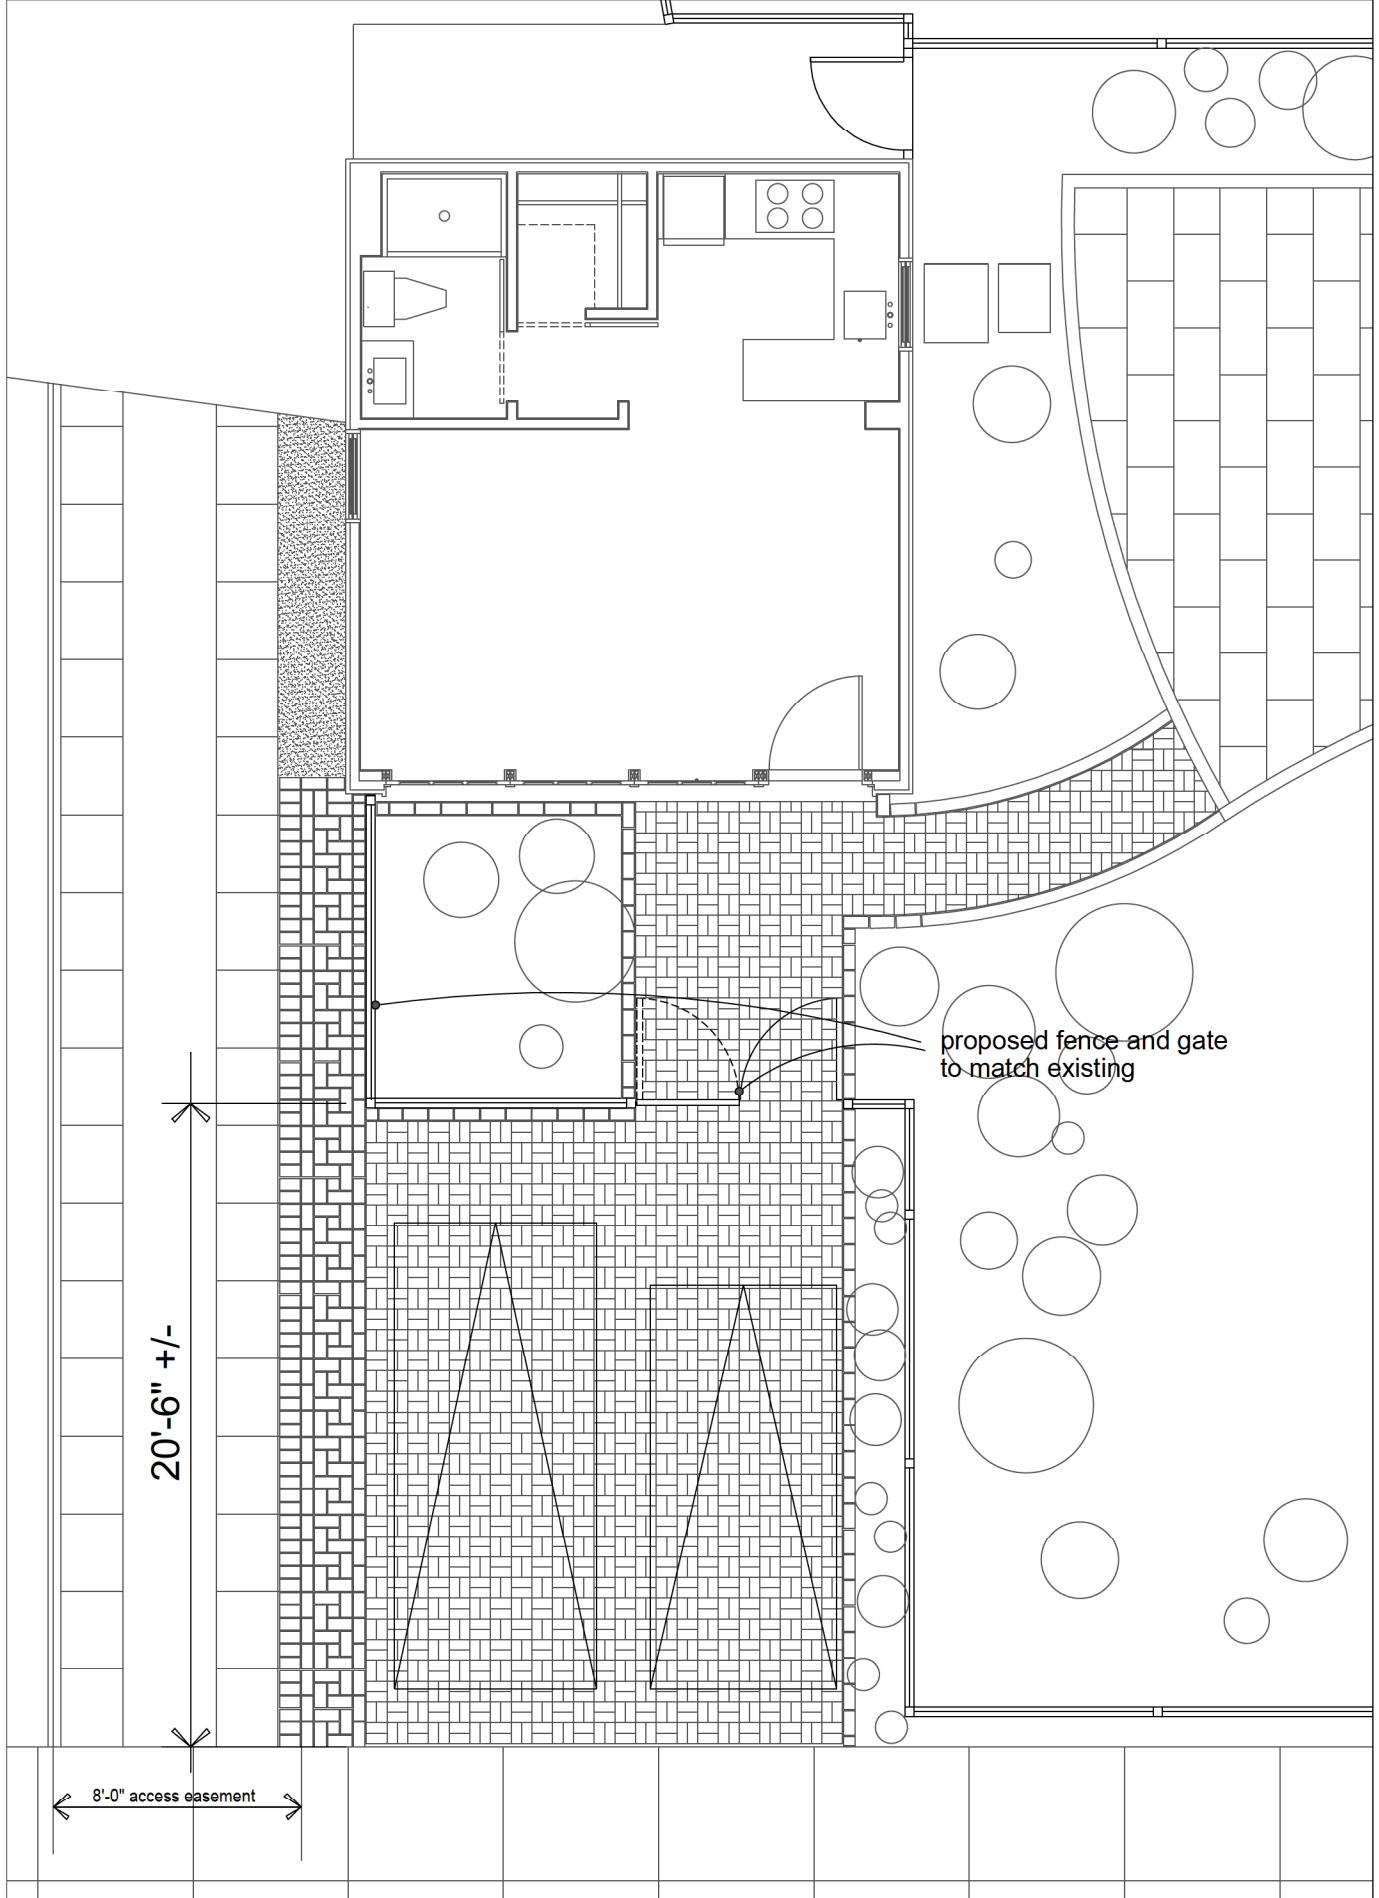 proposed fence and gate
to match existing
20'-6" +/-
8'-0" access easement